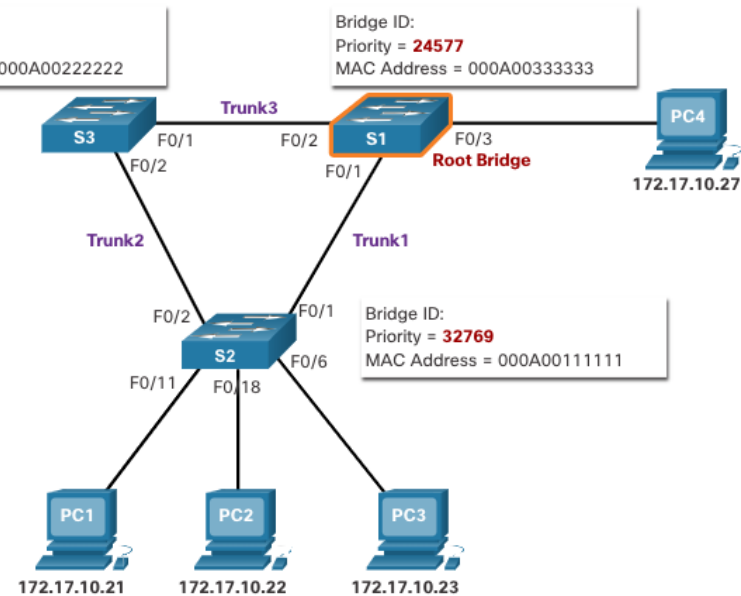 Bridge ID:
Priority = 24577
MAC Address = 000A00333333
000A00222222
Trunk3
S3
F0/1
F0/2
S1
F0/3
PC4
F0/2
F0/1
Root Bridge
172.17.10.27
Trunk2
Trunk1
F0/2
F0/1
Bridge ID:
Priority = 32769
MAC Address = 000A00111111
S2
F0/6
F0/11
F0/18
PC1
PC2
PC3
172.17.10.21
172.17.10.22
172.17.10.23